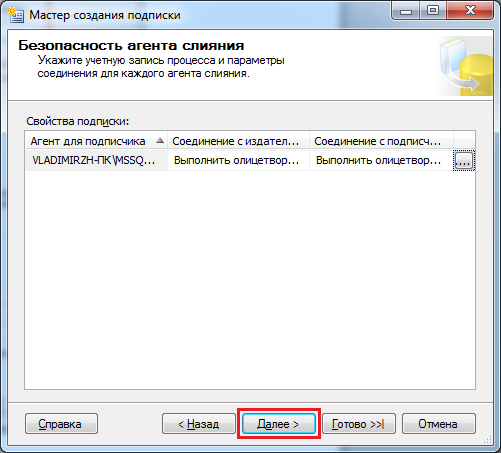 Мастер создания подписки
Безопасность агента слияния
Укажите учетную запись процесса и параметры
соединения для каждого агента слияния.
Свойства подписки:
Агент для подписчика Соединение с издател... Соединение с подписч...
VLADIMIRZH-ПК\MSSQ... Выполнить олицетвор... Выполнить олицетвор... ...
Справка < Назад Далее > Готово >>| Отмена